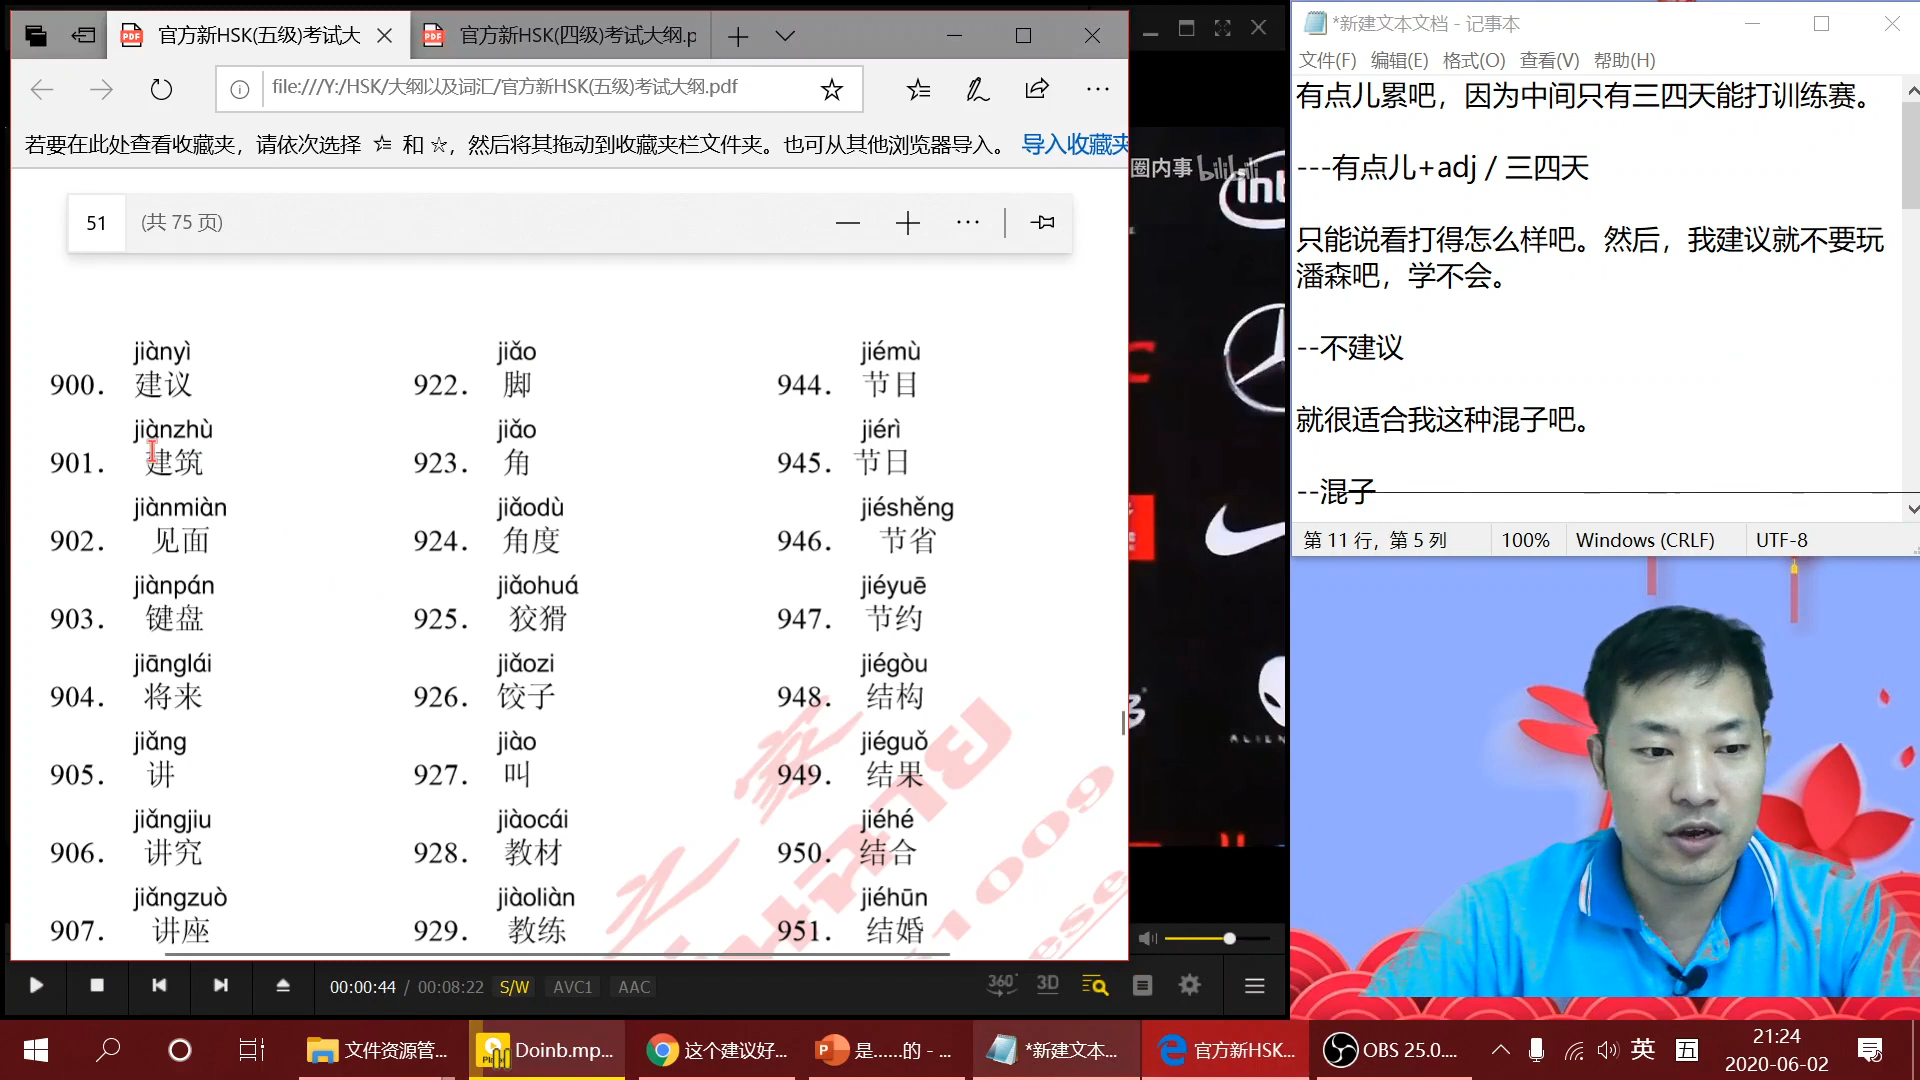 官方新HSK(五级)考试大
官方新HSK(四级)考试大纲.p
file:///Y:/HSK/大纲以及词汇/官方新HSK(五级)考试大纲.pdf
若要在此处查看收藏夹，请依次选择 和 ，然后将其拖动到收藏夹栏文件夹。也可从其他浏览器导入。 导入收藏夹
51 (共 75 页)
jiànyì jiǎo jiémù
900. 建议 922. 脚 944. 节目
jiànzhù jiǎo jiérì
901. 建筑 923. 角 945. 节日
jiànmiàn jiǎodù jiéshěng
902. 见面 924. 角度 946. 节省
jiànpán jiǎohuá jiéyuē
903. 键盘 925. 狡猾 947. 节约
jiānglái jiǎozi jiégòu
904. 将来 926. 饺子 948. 结构
jiǎng jiào jiéguǒ
905. 讲 927. 叫 949. 结果
jiǎngjiu jiàocái jiéhé
906. 讲究 928. 教材 950. 结合
jiǎngzuò jiàoliàn jiéhūn
907. 讲座 929. 教练 951. 结婚
1009
ese
圈内事 bilibili
int
ALIEN
00:00:44 / 00:08:22 S/W AVC1 AAC
360° 3D
*新建文本文档 - 记事本
文件(F) 编辑(E) 格式(O) 查看(V) 帮助(H)
有点儿累吧，因为中间只有三四天能打训练赛。
---有点儿+adj / 三四天
只能说看打得怎么样吧。然后，我建议就不要玩
潘森吧，学不会。
--不建议
就很适合我这种混子吧。
--混子
第 11 行，第 5 列 100% Windows (CRLF) UTF-8
文件资源管...
Doinb.mp...
这个建议好...
是......的 - ...
*新建文本...
官方新HSK...
OBS 25.0....
英
五
21:24
2020-06-02